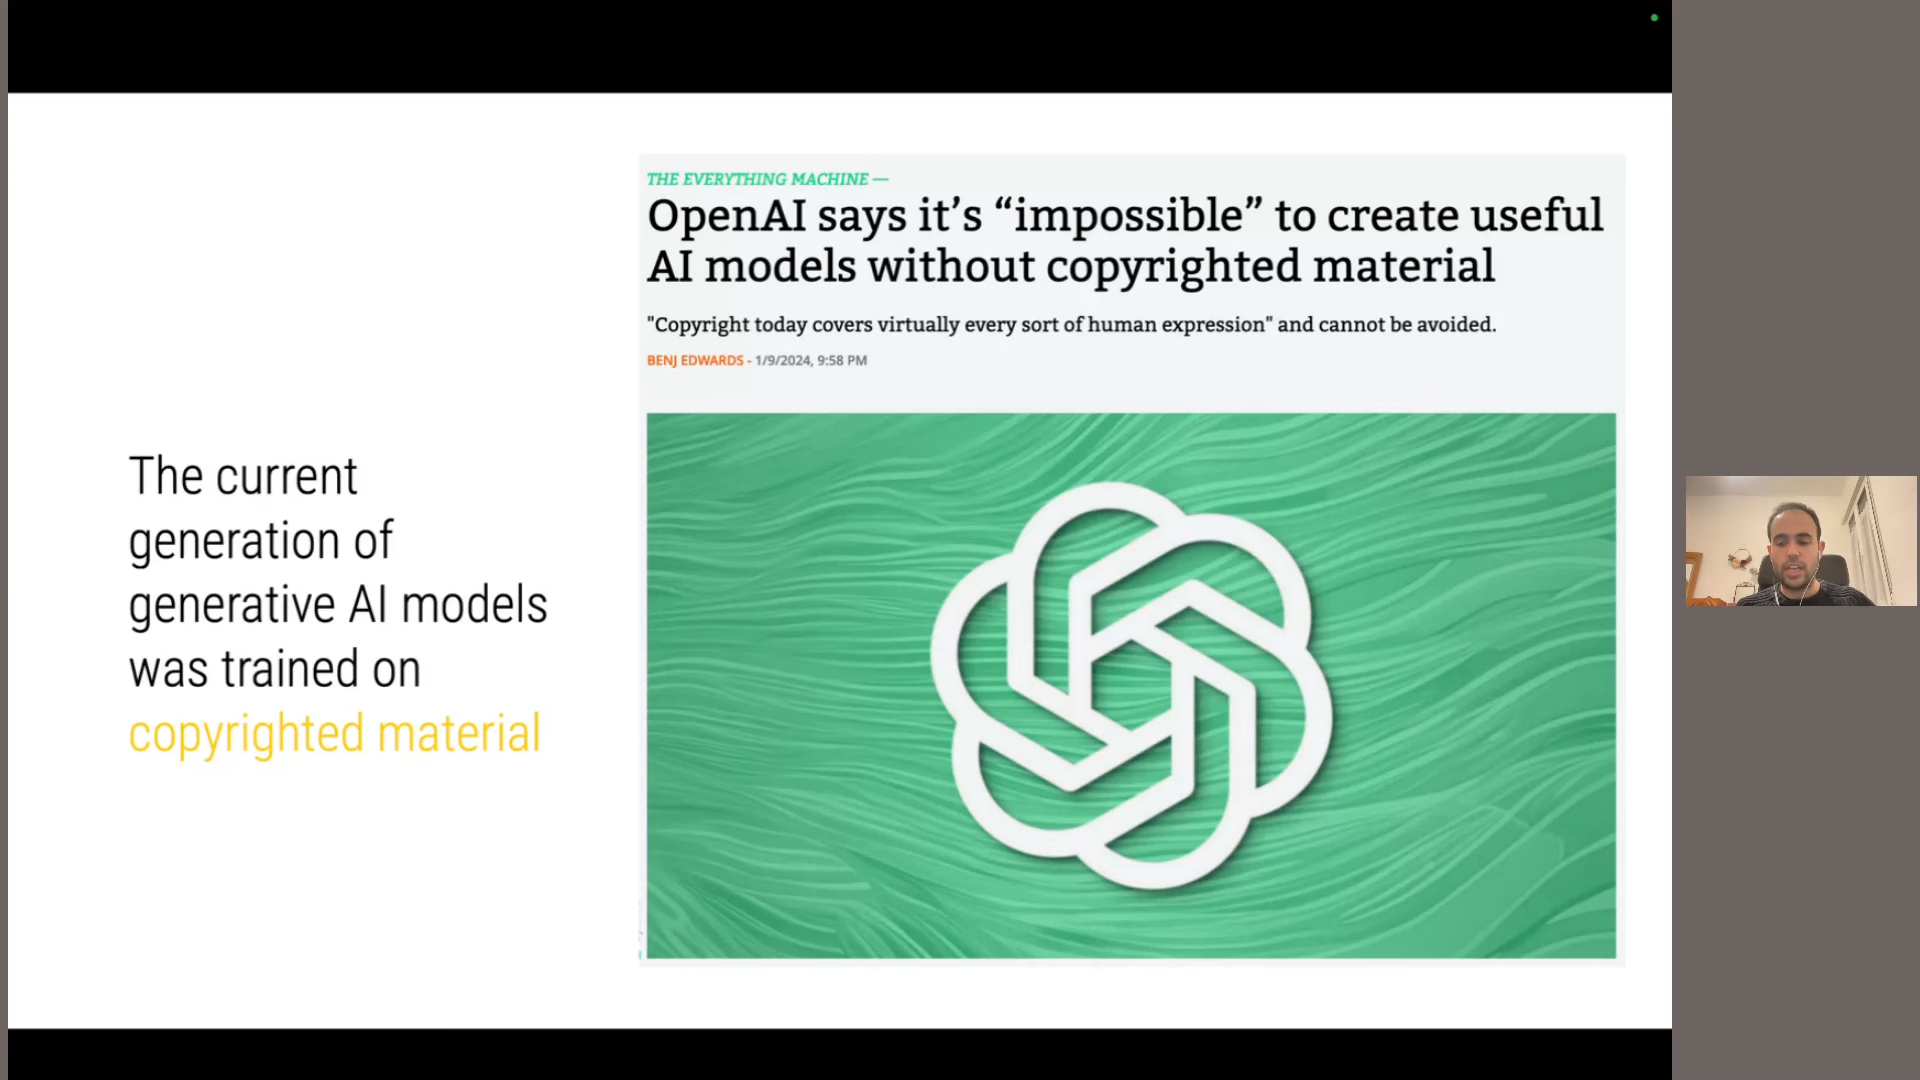 The current
generation of
generative AI models
was trained on
copyrighted material
THE EVERYTHING MACHINE —
OpenAI says it’s “impossible” to create useful
AI models without copyrighted material
"Copyright today covers virtually every sort of human expression" and cannot be avoided.
BENJ EDWARDS - 1/9/2024, 9:58 PM